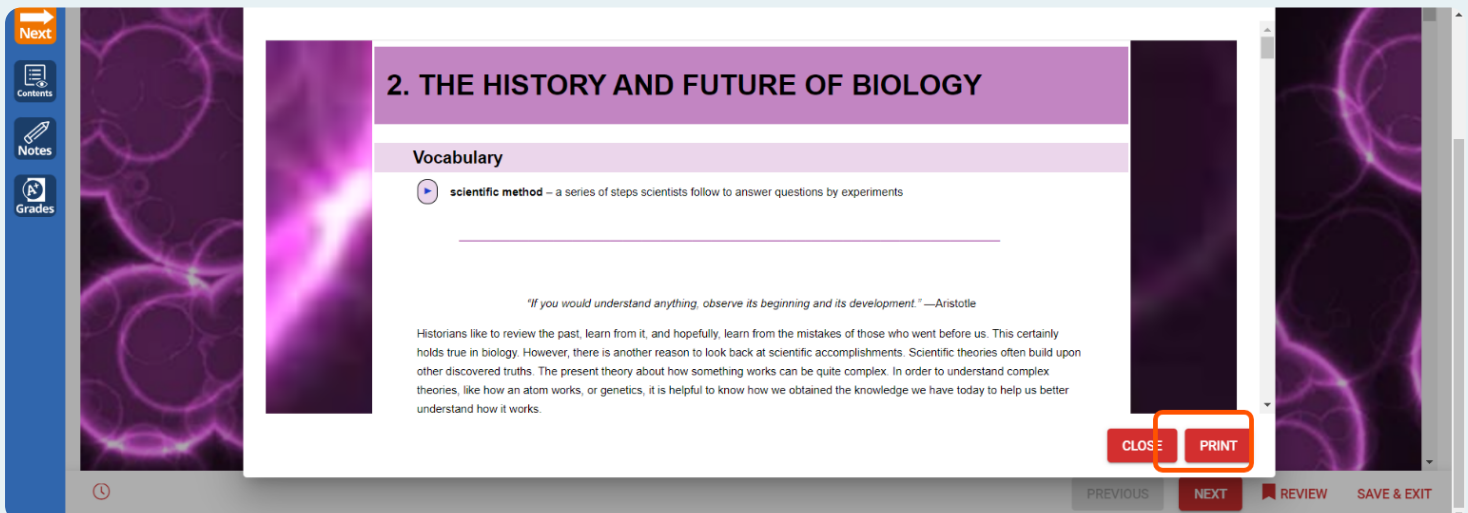 Next
Contents
Notes
A+
Grades
2. THE HISTORY AND FUTURE OF BIOLOGY
Vocabulary
scientific method – a series of steps scientists follow to answer questions by experiments
"If you would understand anything, observe its beginning and its development." —Aristotle
Historians like to review the past, learn from it, and hopefully, learn from the mistakes of those who went before us. This certainly
holds true in biology. However, there is another reason to look back at scientific accomplishments. Scientific theories often build upon
other discovered truths. The present theory about how something works can be quite complex. In order to understand complex
theories, like how an atom works, or genetics, it is helpful to know how we obtained the knowledge we have today to help us better
understand how it works.
CLOSE PRINT
PREVIOUS NEXT REVIEW SAVE & EXIT